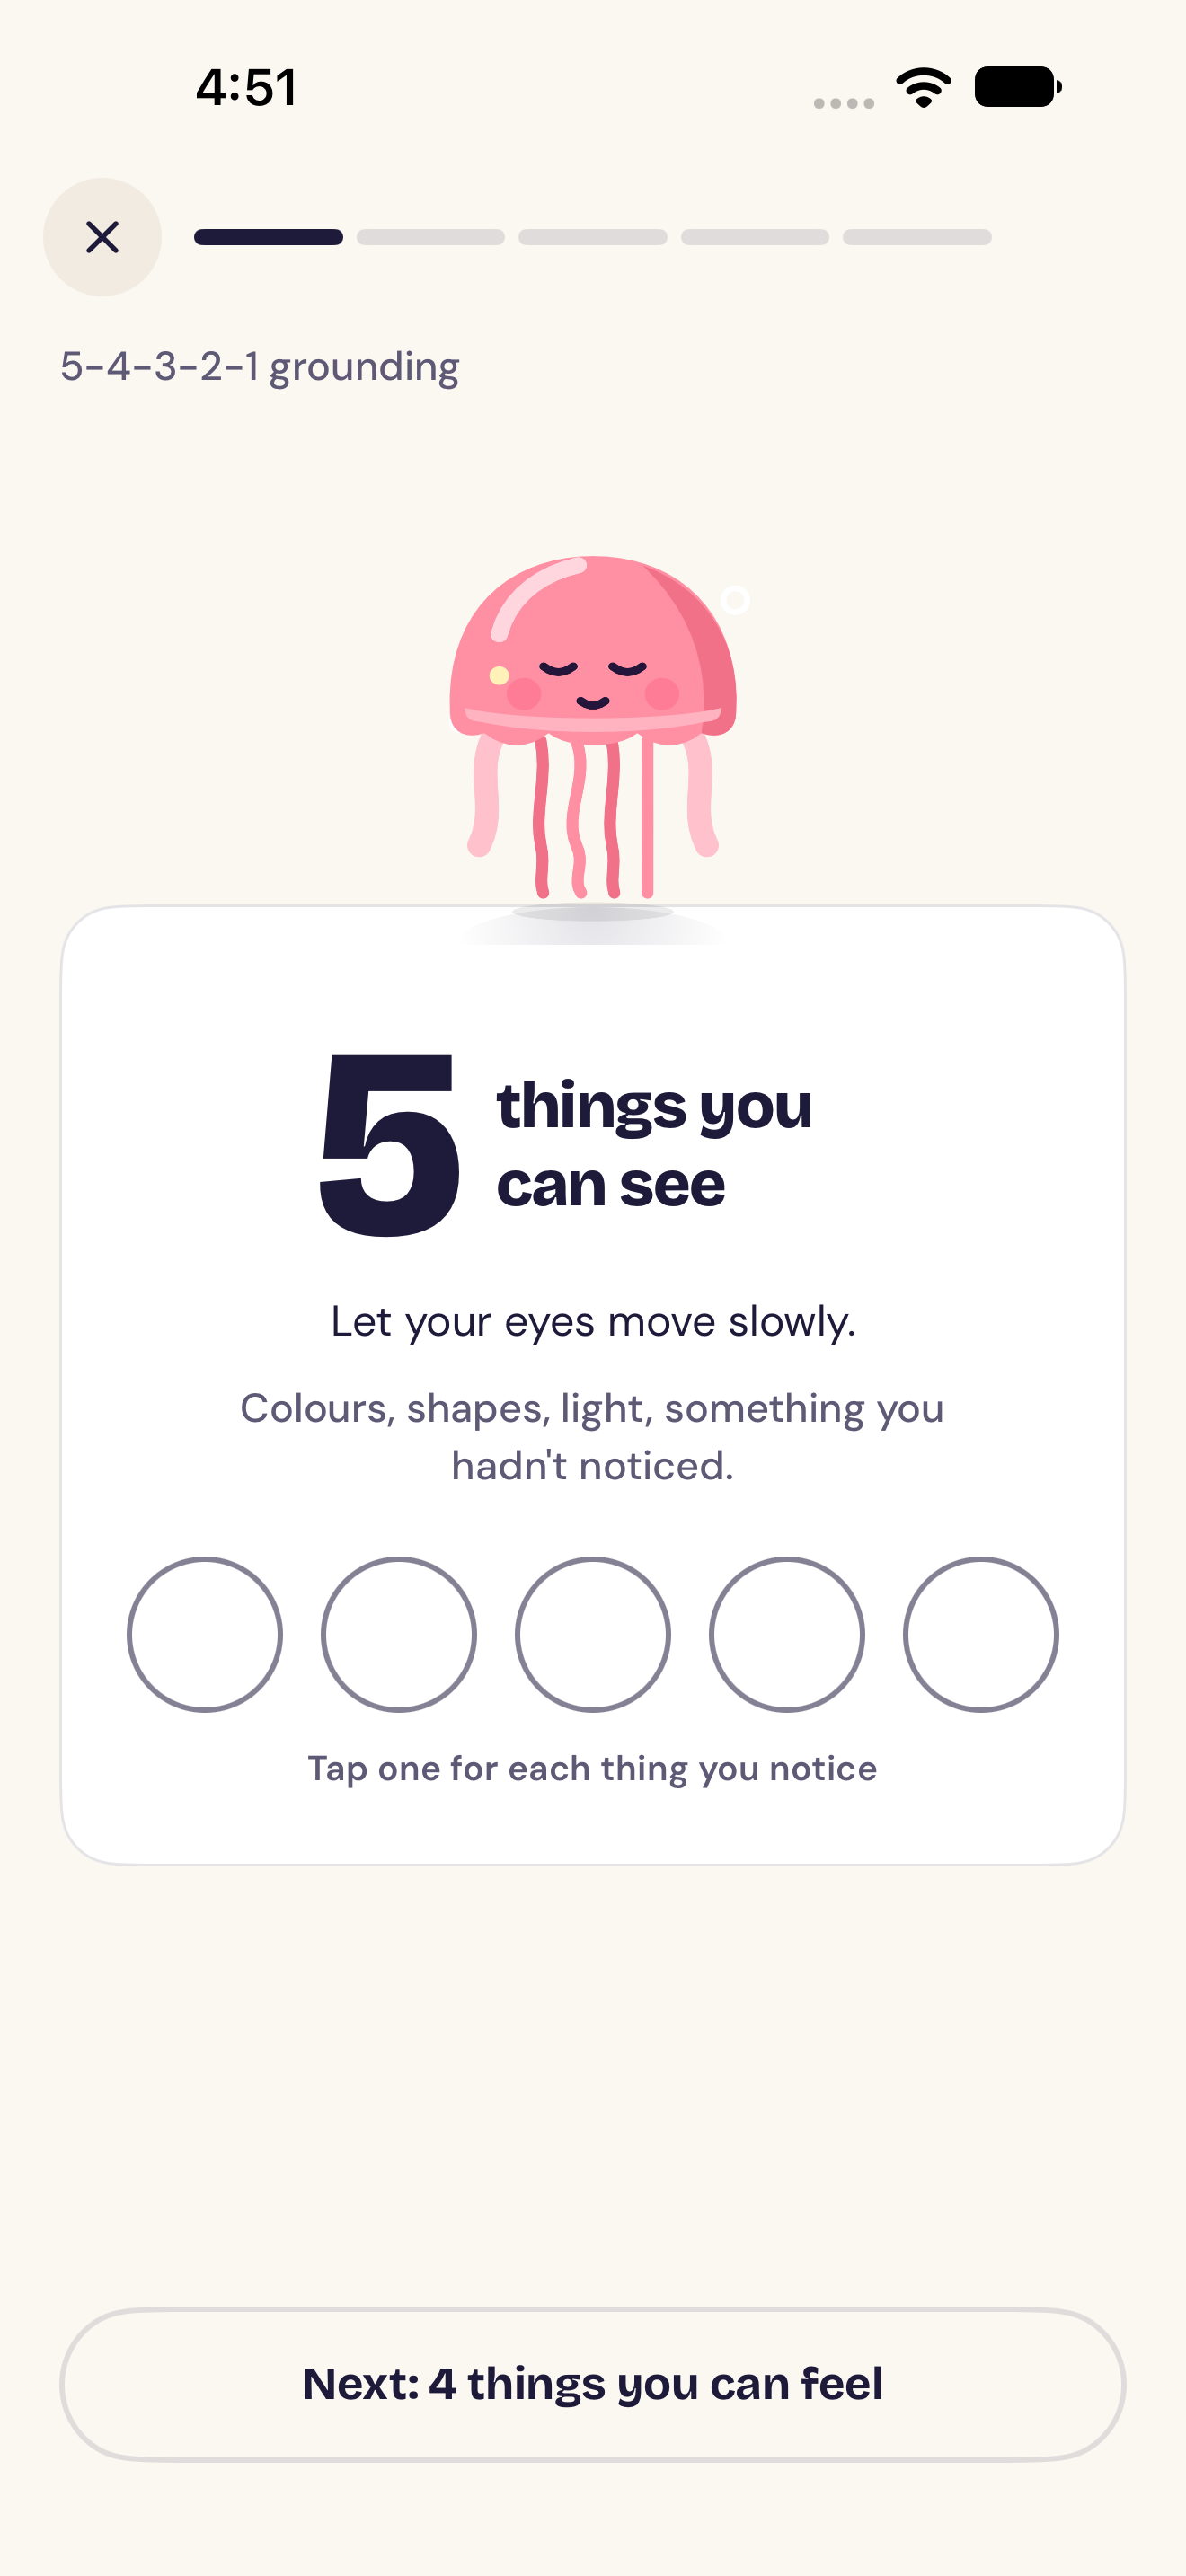 4:51
5-4-3-2-1 grounding
5
things you
can see
Let your eyes move slowly.
Colours, shapes, light, something you
hadn't noticed.
Tap one for each thing you notice
Next: 4 things you can feel